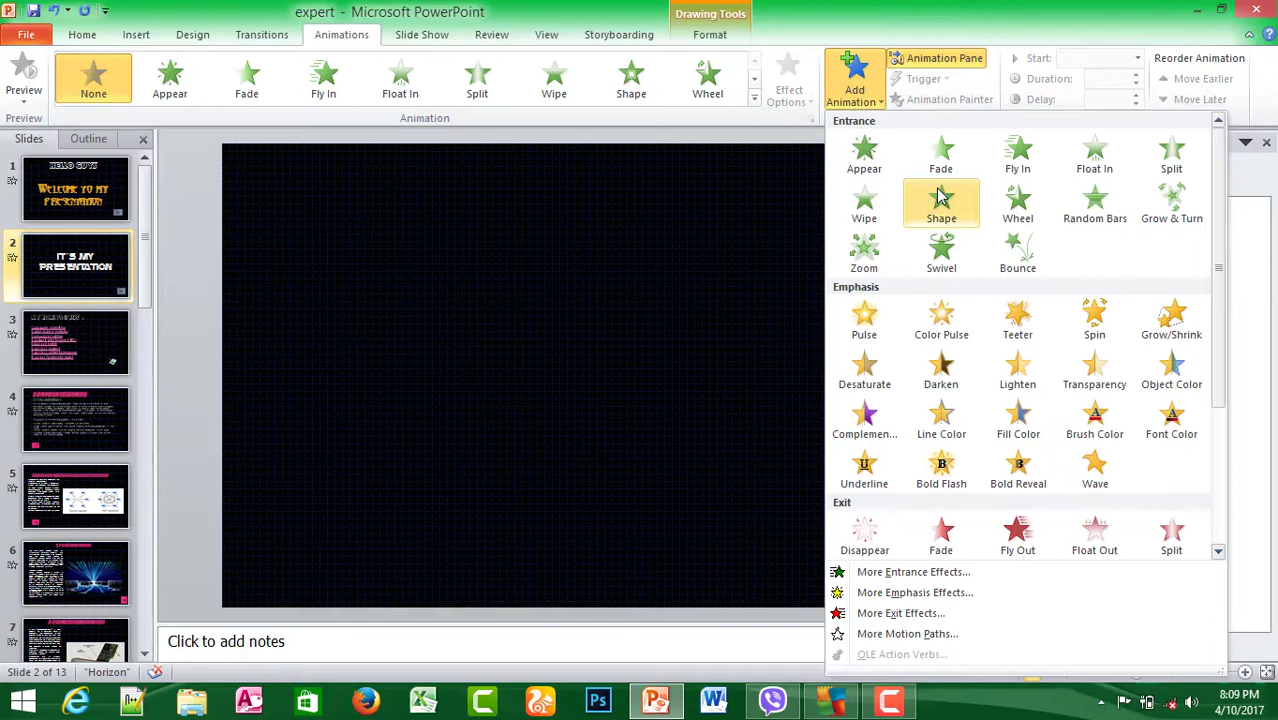 expert - Microsoft PowerPoint
Drawing Tools
File Home Insert Design Transitions Animations Slide Show Review View Storyboarding Format
Preview
None Appear Fade Fly In Float In Split Wipe Shape Wheel
Effect Options
Add Animation
Animation Pane
Trigger
Animation Painter
Start:
Duration:
Delay:
Reorder Animation
Move Earlier
Move Later
Preview
Animation
Slides Outline
1
HELLO GUYS
WELCOME TO MY
PRESENTATION
2
IT'S MY
PRESENTATION
3
4
5
6
7
Entrance
Appear Fade Fly In Float In Split
Wipe Shape Wheel Random Bars Grow & Turn
Zoom Swivel Bounce
Emphasis
Pulse Color Pulse Teeter Spin Grow/Shrink
Desaturate Darken Lighten Transparency Object Color
Complemen... Line Color Fill Color Brush Color Font Color
Underline Bold Flash Bold Reveal Wave
Exit
Disappear Fade Fly Out Float Out Split
More Entrance Effects...
More Emphasis Effects...
More Exit Effects...
More Motion Paths...
OLE Action Verbs...
Click to add notes
Slide 2 of 13 "Horizon"
8:09 PM
4/10/2017